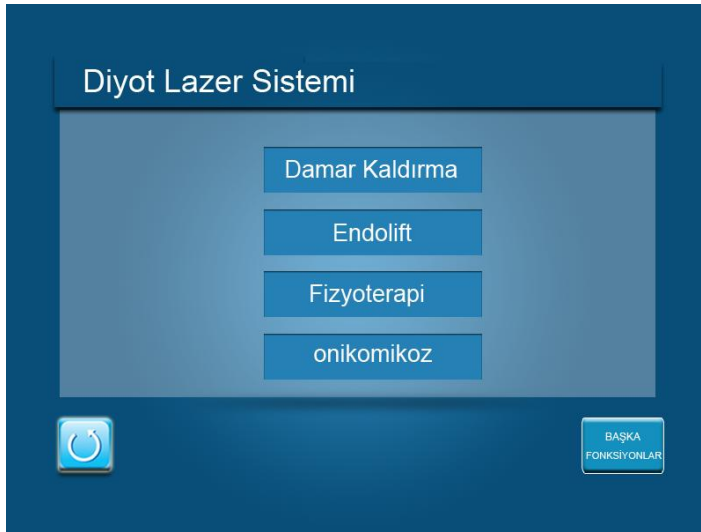 Diyot Lazer Sistemi
Damar Kaldırma
Endolift
Fizyoterapi
onikomikoz
BAŞKA
FONKSİYONLAR